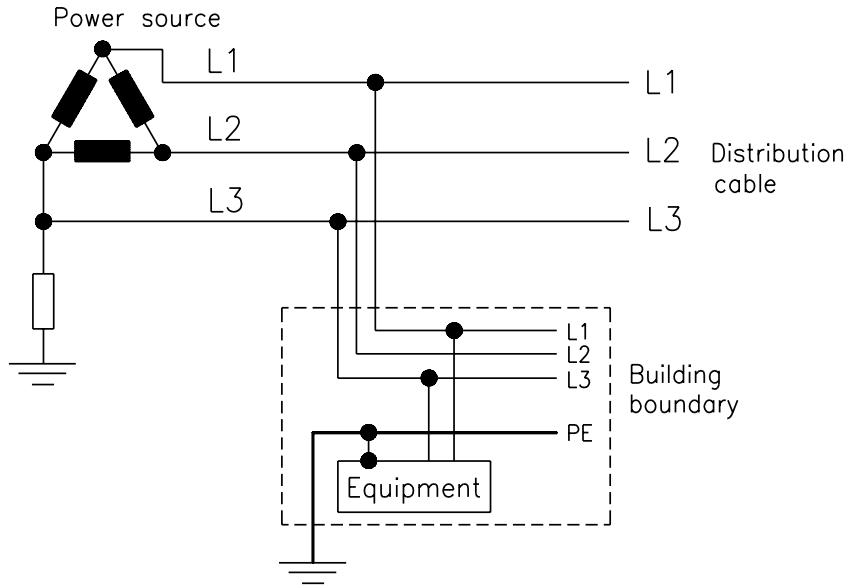 Power source
L1
L1
L2
L2
Distribution
cable
L3
L3
L1
L2
L3
Building
boundary
PE
Equipment